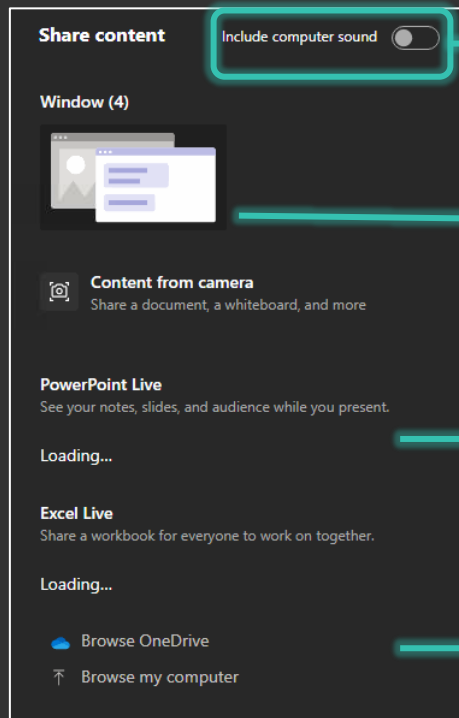 Share content
Include computer sound
Window (4)
Content from camera
Share a document, a whiteboard, and more
PowerPoint Live
See your notes, slides, and audience while you present.
Loading...
Excel Live
Share a workbook for everyone to work on together.
Loading...
Browse OneDrive
Browse my computer